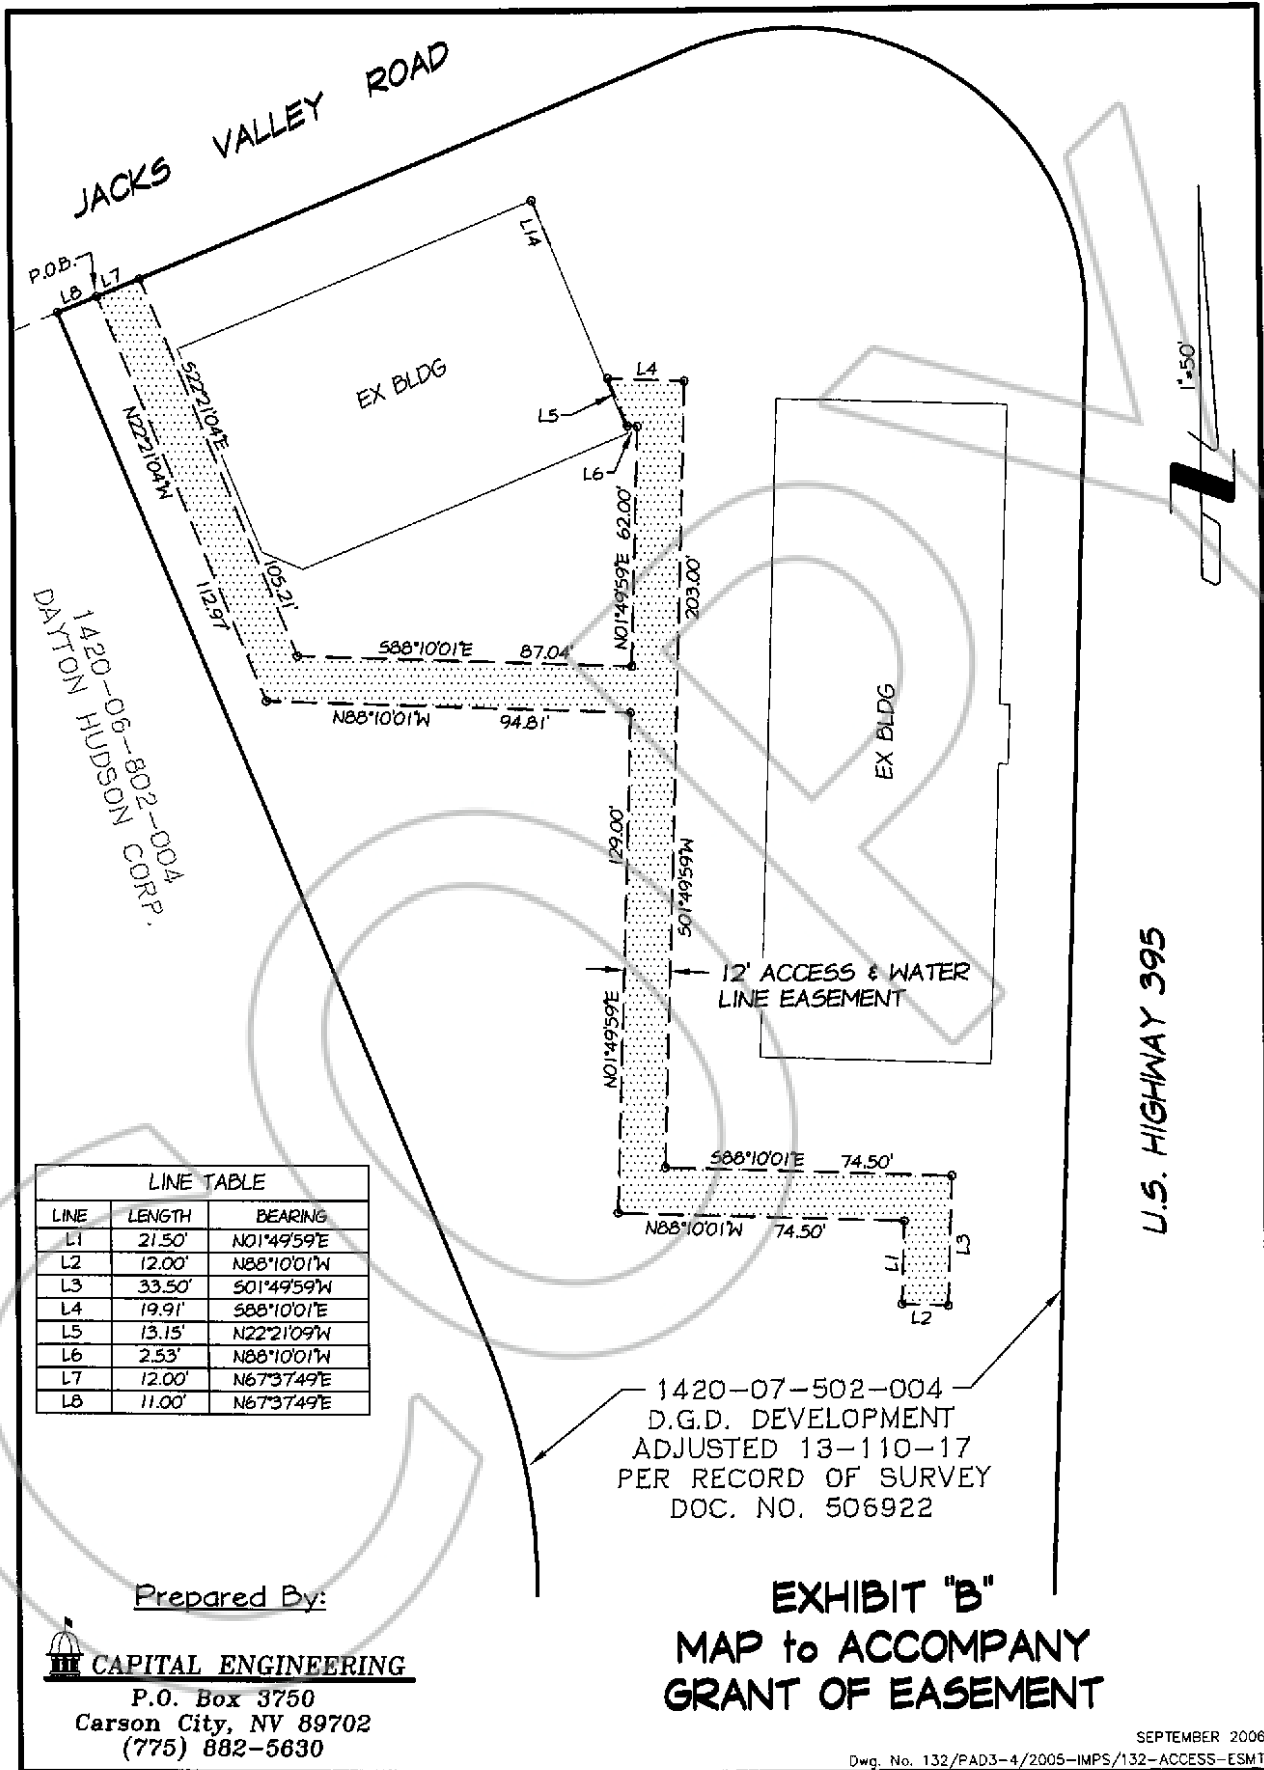 JACKS VALLEY ROAD
P.O.B.
L8
L7
L14
EX BLDG
L4
L5
L6
1"=50'
S22°21'04"E
105.21'
N22°21'04"W
112.97'
N01°49'59"E 62.00'
203.00'
S88°10'01"E 87.04'
N88°10'01"W 94.81'
1420-06-802-004
DAYTON HUDSON CORP.
EX BLDG
129.00'
N01°49'59"E
S01°49'59"W
12' ACCESS & WATER
LINE EASEMENT
U.S. HIGHWAY 395
S88°10'01"E 74.50'
N88°10'01"W 74.50'
L1
L3
L2
LINE TABLE
LINE LENGTH BEARING
L1 21.50' N01°49'59"E
L2 12.00' N88°10'01"W
L3 33.50' S01°49'59"W
L4 19.91' S88°10'01"E
L5 13.15' N22°21'09"W
L6 2.53' N88°10'01"W
L7 12.00' N67°37'49"E
L8 11.00' N67°37'49"E
1420-07-502-004
D.G.D. DEVELOPMENT
ADJUSTED 13-110-17
PER RECORD OF SURVEY
DOC. NO. 506922
Prepared By:
CAPITAL ENGINEERING
P.O. Box 3750
Carson City, NV 89702
(775) 882-5630
EXHIBIT "B"
MAP to ACCOMPANY
GRANT OF EASEMENT
SEPTEMBER 2006
Dwg. No. 132/PAD3-4/2005-IMPS/132-ACCESS-ESMT
COPY